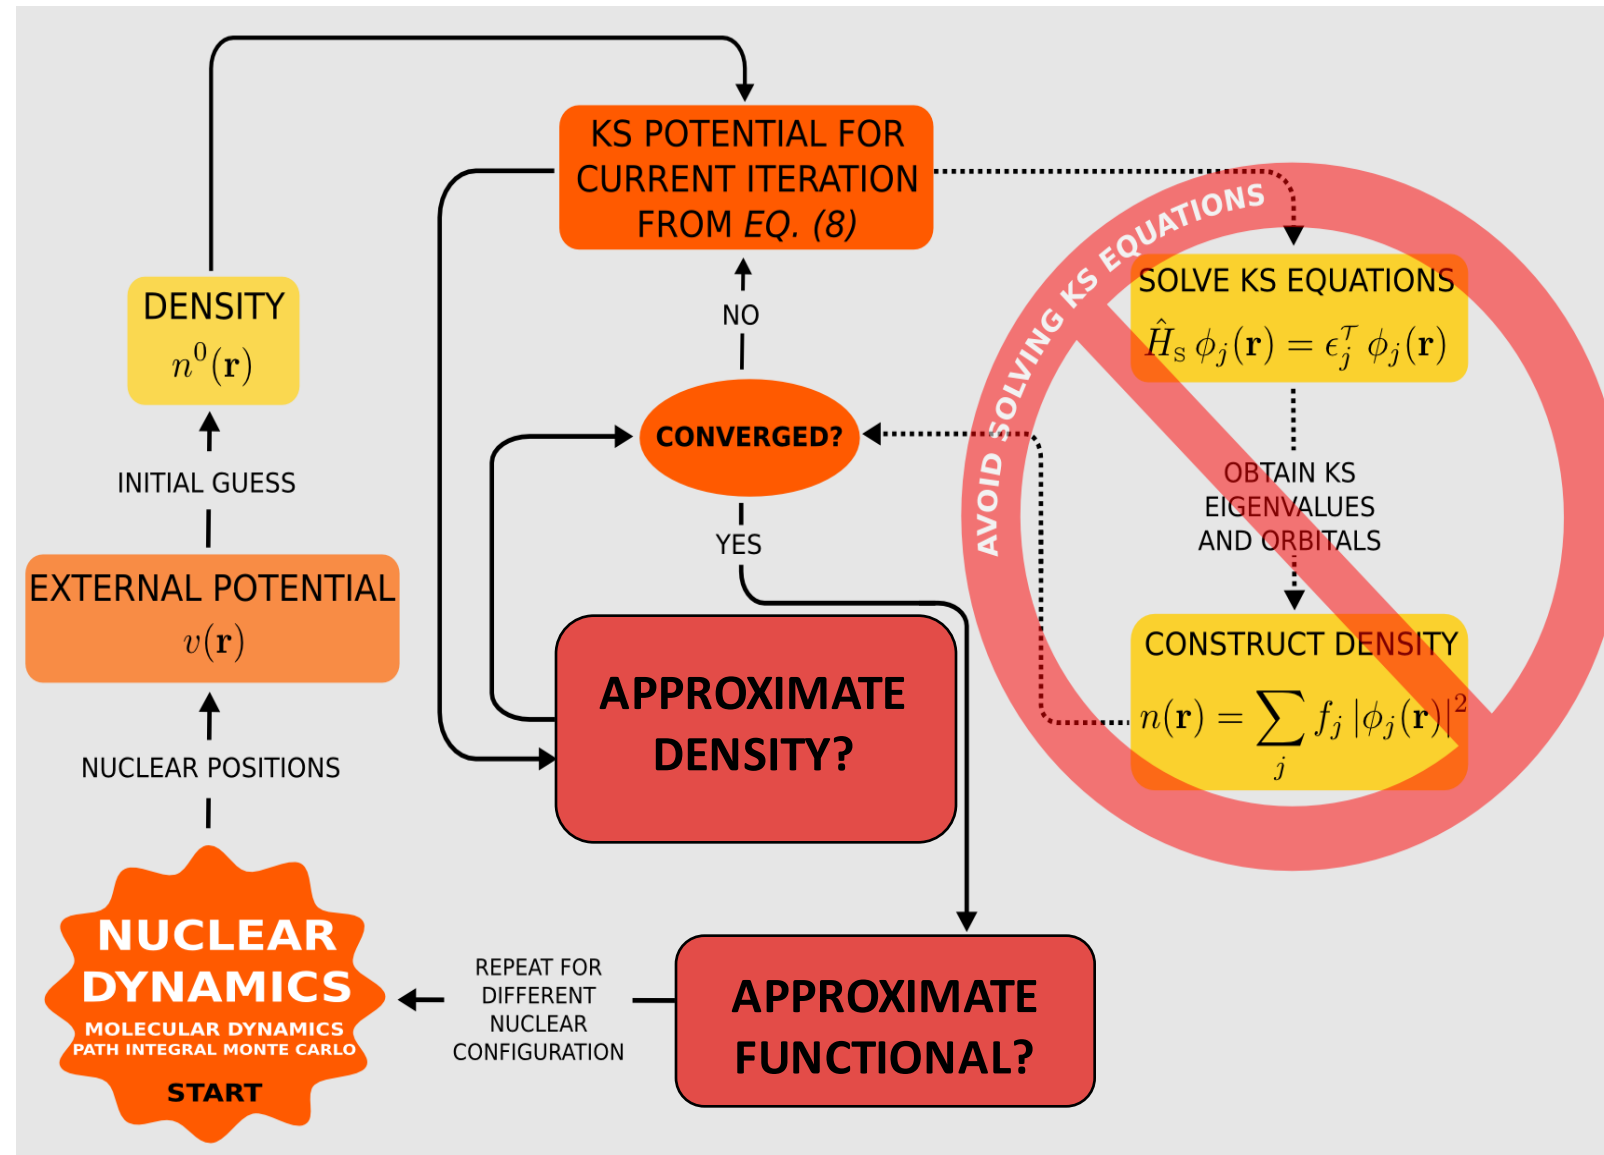 KS POTENTIAL FOR
CURRENT ITERATION
FROM EQ. (8)
AVOID SOLVING KS EQUATIONS
SOLVE KS EQUATIONS
Ĥ_S ϕ_j(r) = ϵ_j^𝒯 ϕ_j(r)
DENSITY
n⁰(r)
NO
CONVERGED?
INITIAL GUESS
OBTAIN KS
EIGENVALUES
AND ORBITALS
YES
EXTERNAL POTENTIAL
v(r)
CONSTRUCT DENSITY
n(r) = ∑_j f_j |ϕ_j(r)|²
APPROXIMATE
DENSITY?
NUCLEAR POSITIONS
NUCLEAR
DYNAMICS
MOLECULAR DYNAMICS
PATH INTEGRAL MONTE CARLO
START
REPEAT FOR
DIFFERENT
NUCLEAR
CONFIGURATION
APPROXIMATE
FUNCTIONAL?